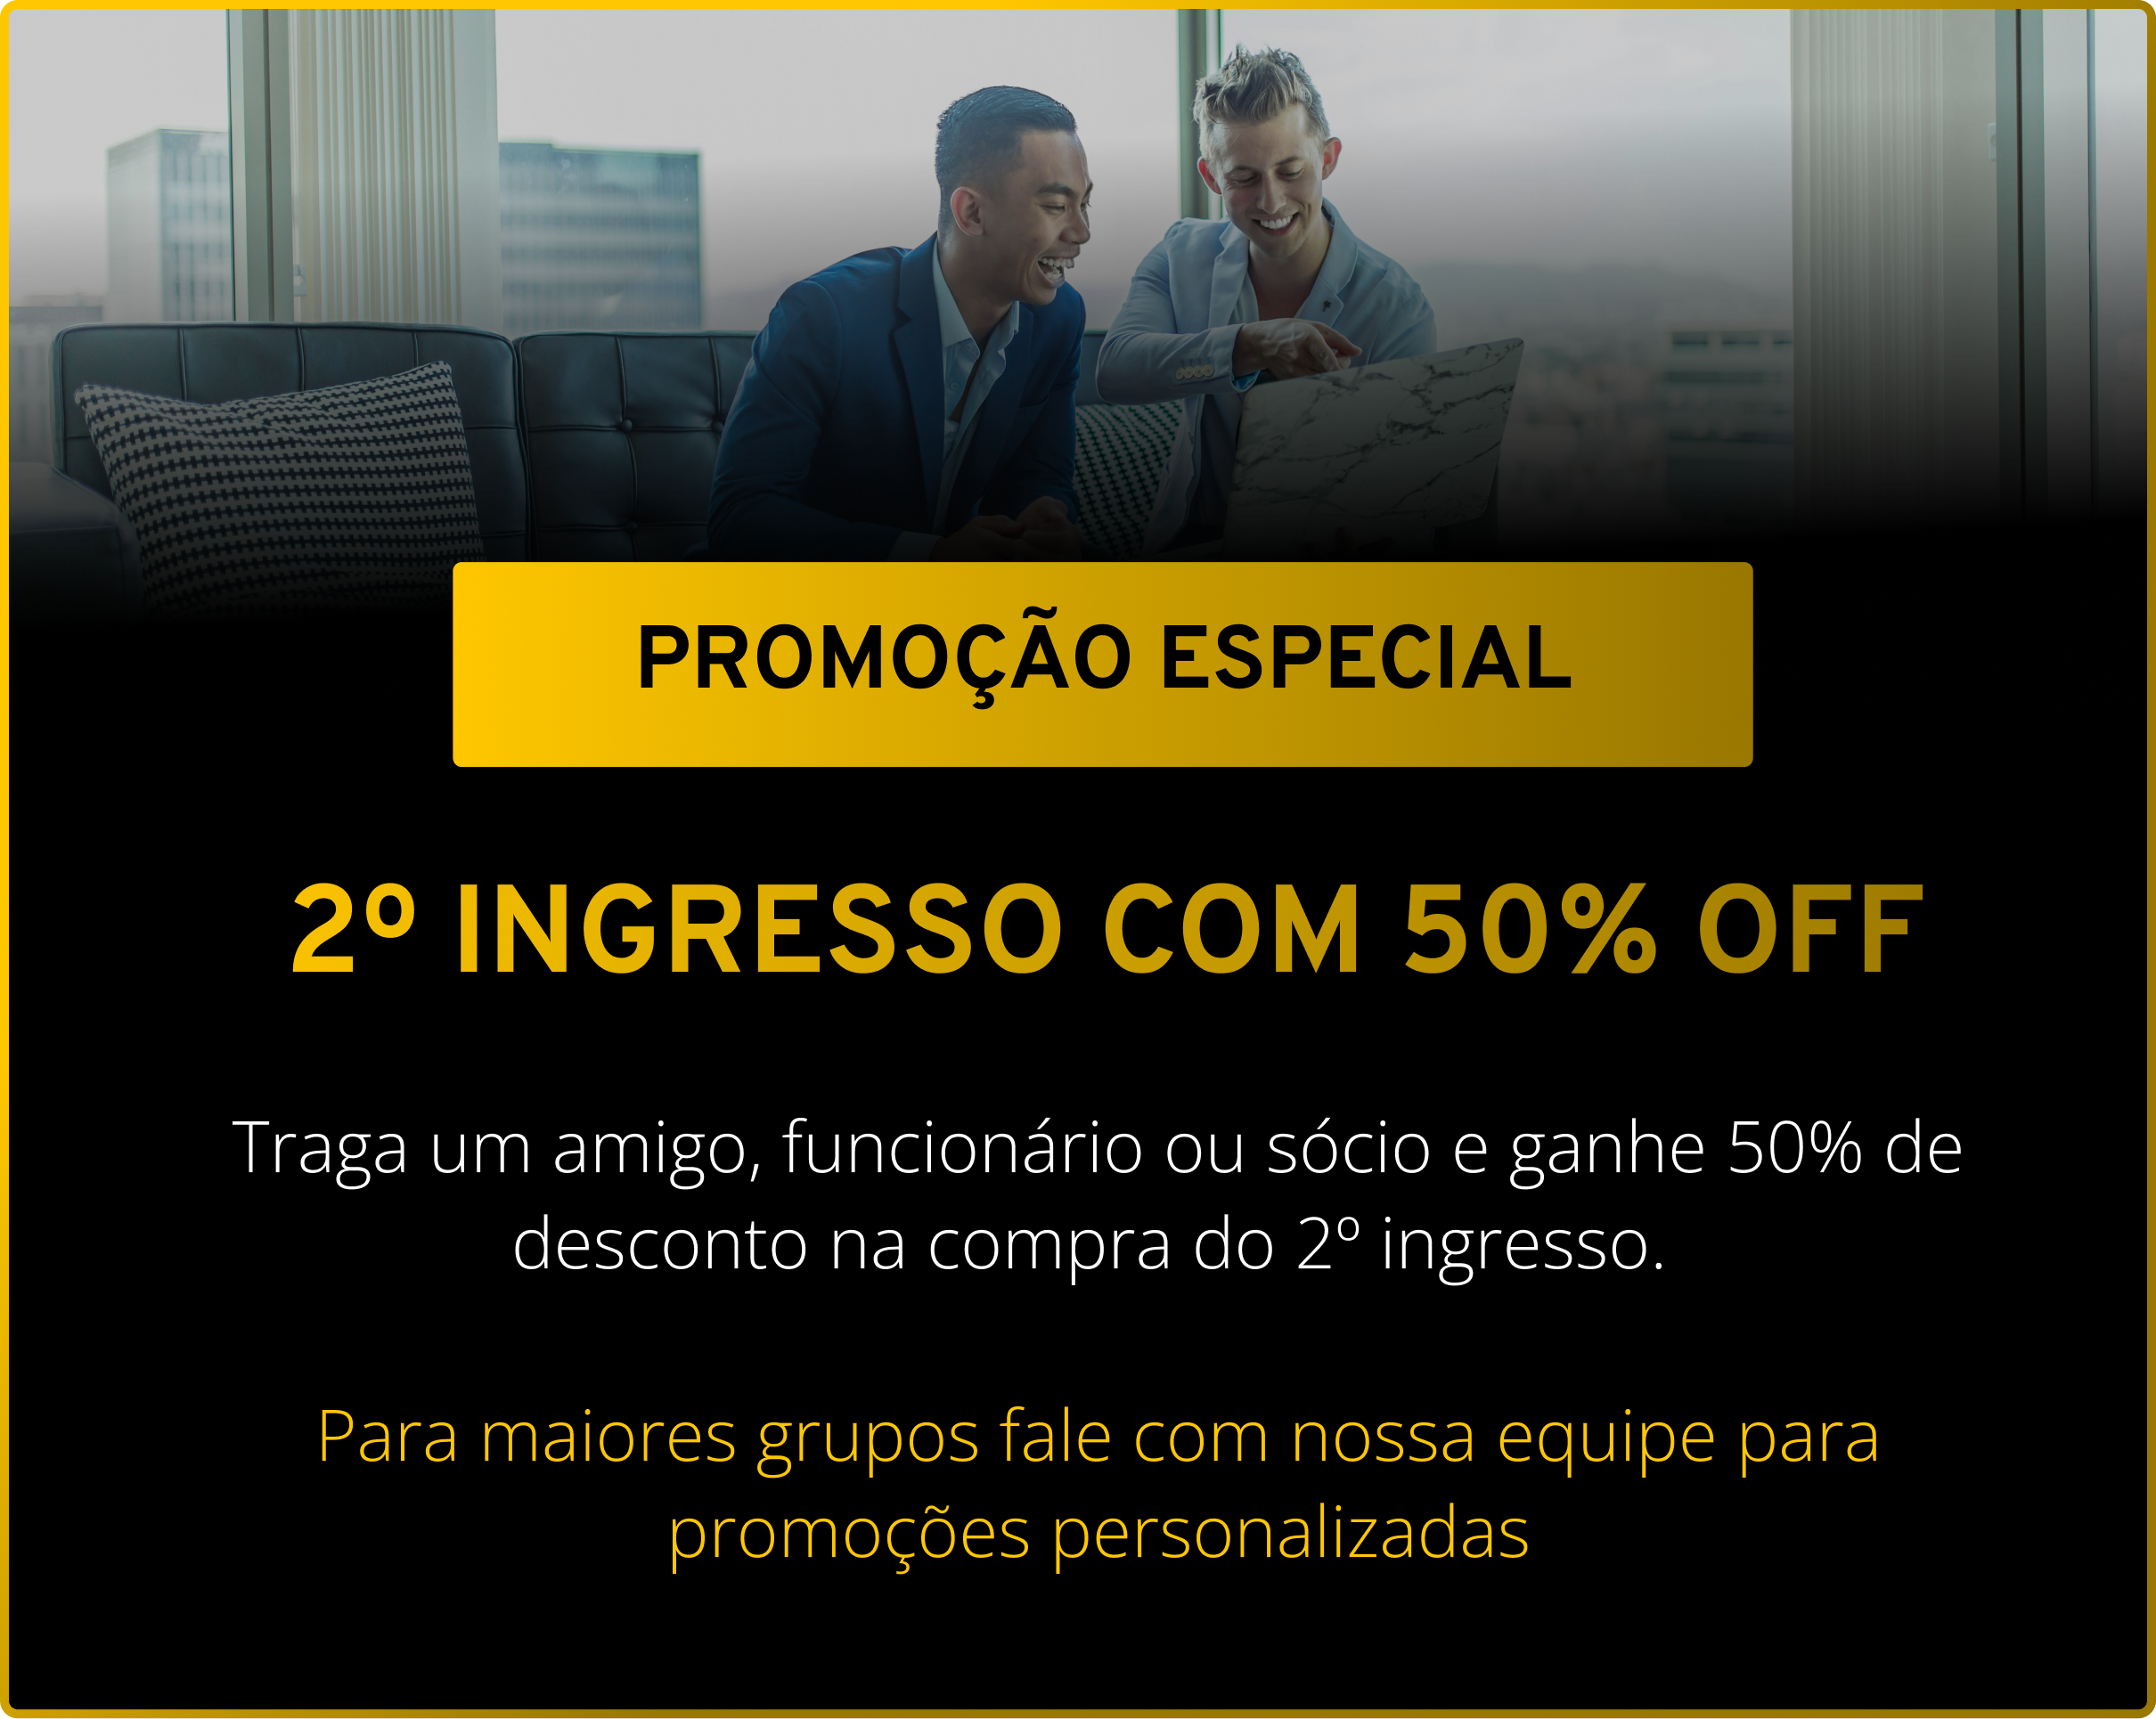 PROMOÇÃO ESPECIAL
2º INGRESSO COM 50% OFF
Traga um amigo, funcionário ou sócio e ganhe 50% de
desconto na compra do 2º ingresso.
Para maiores grupos fale com nossa equipe para
promoções personalizadas